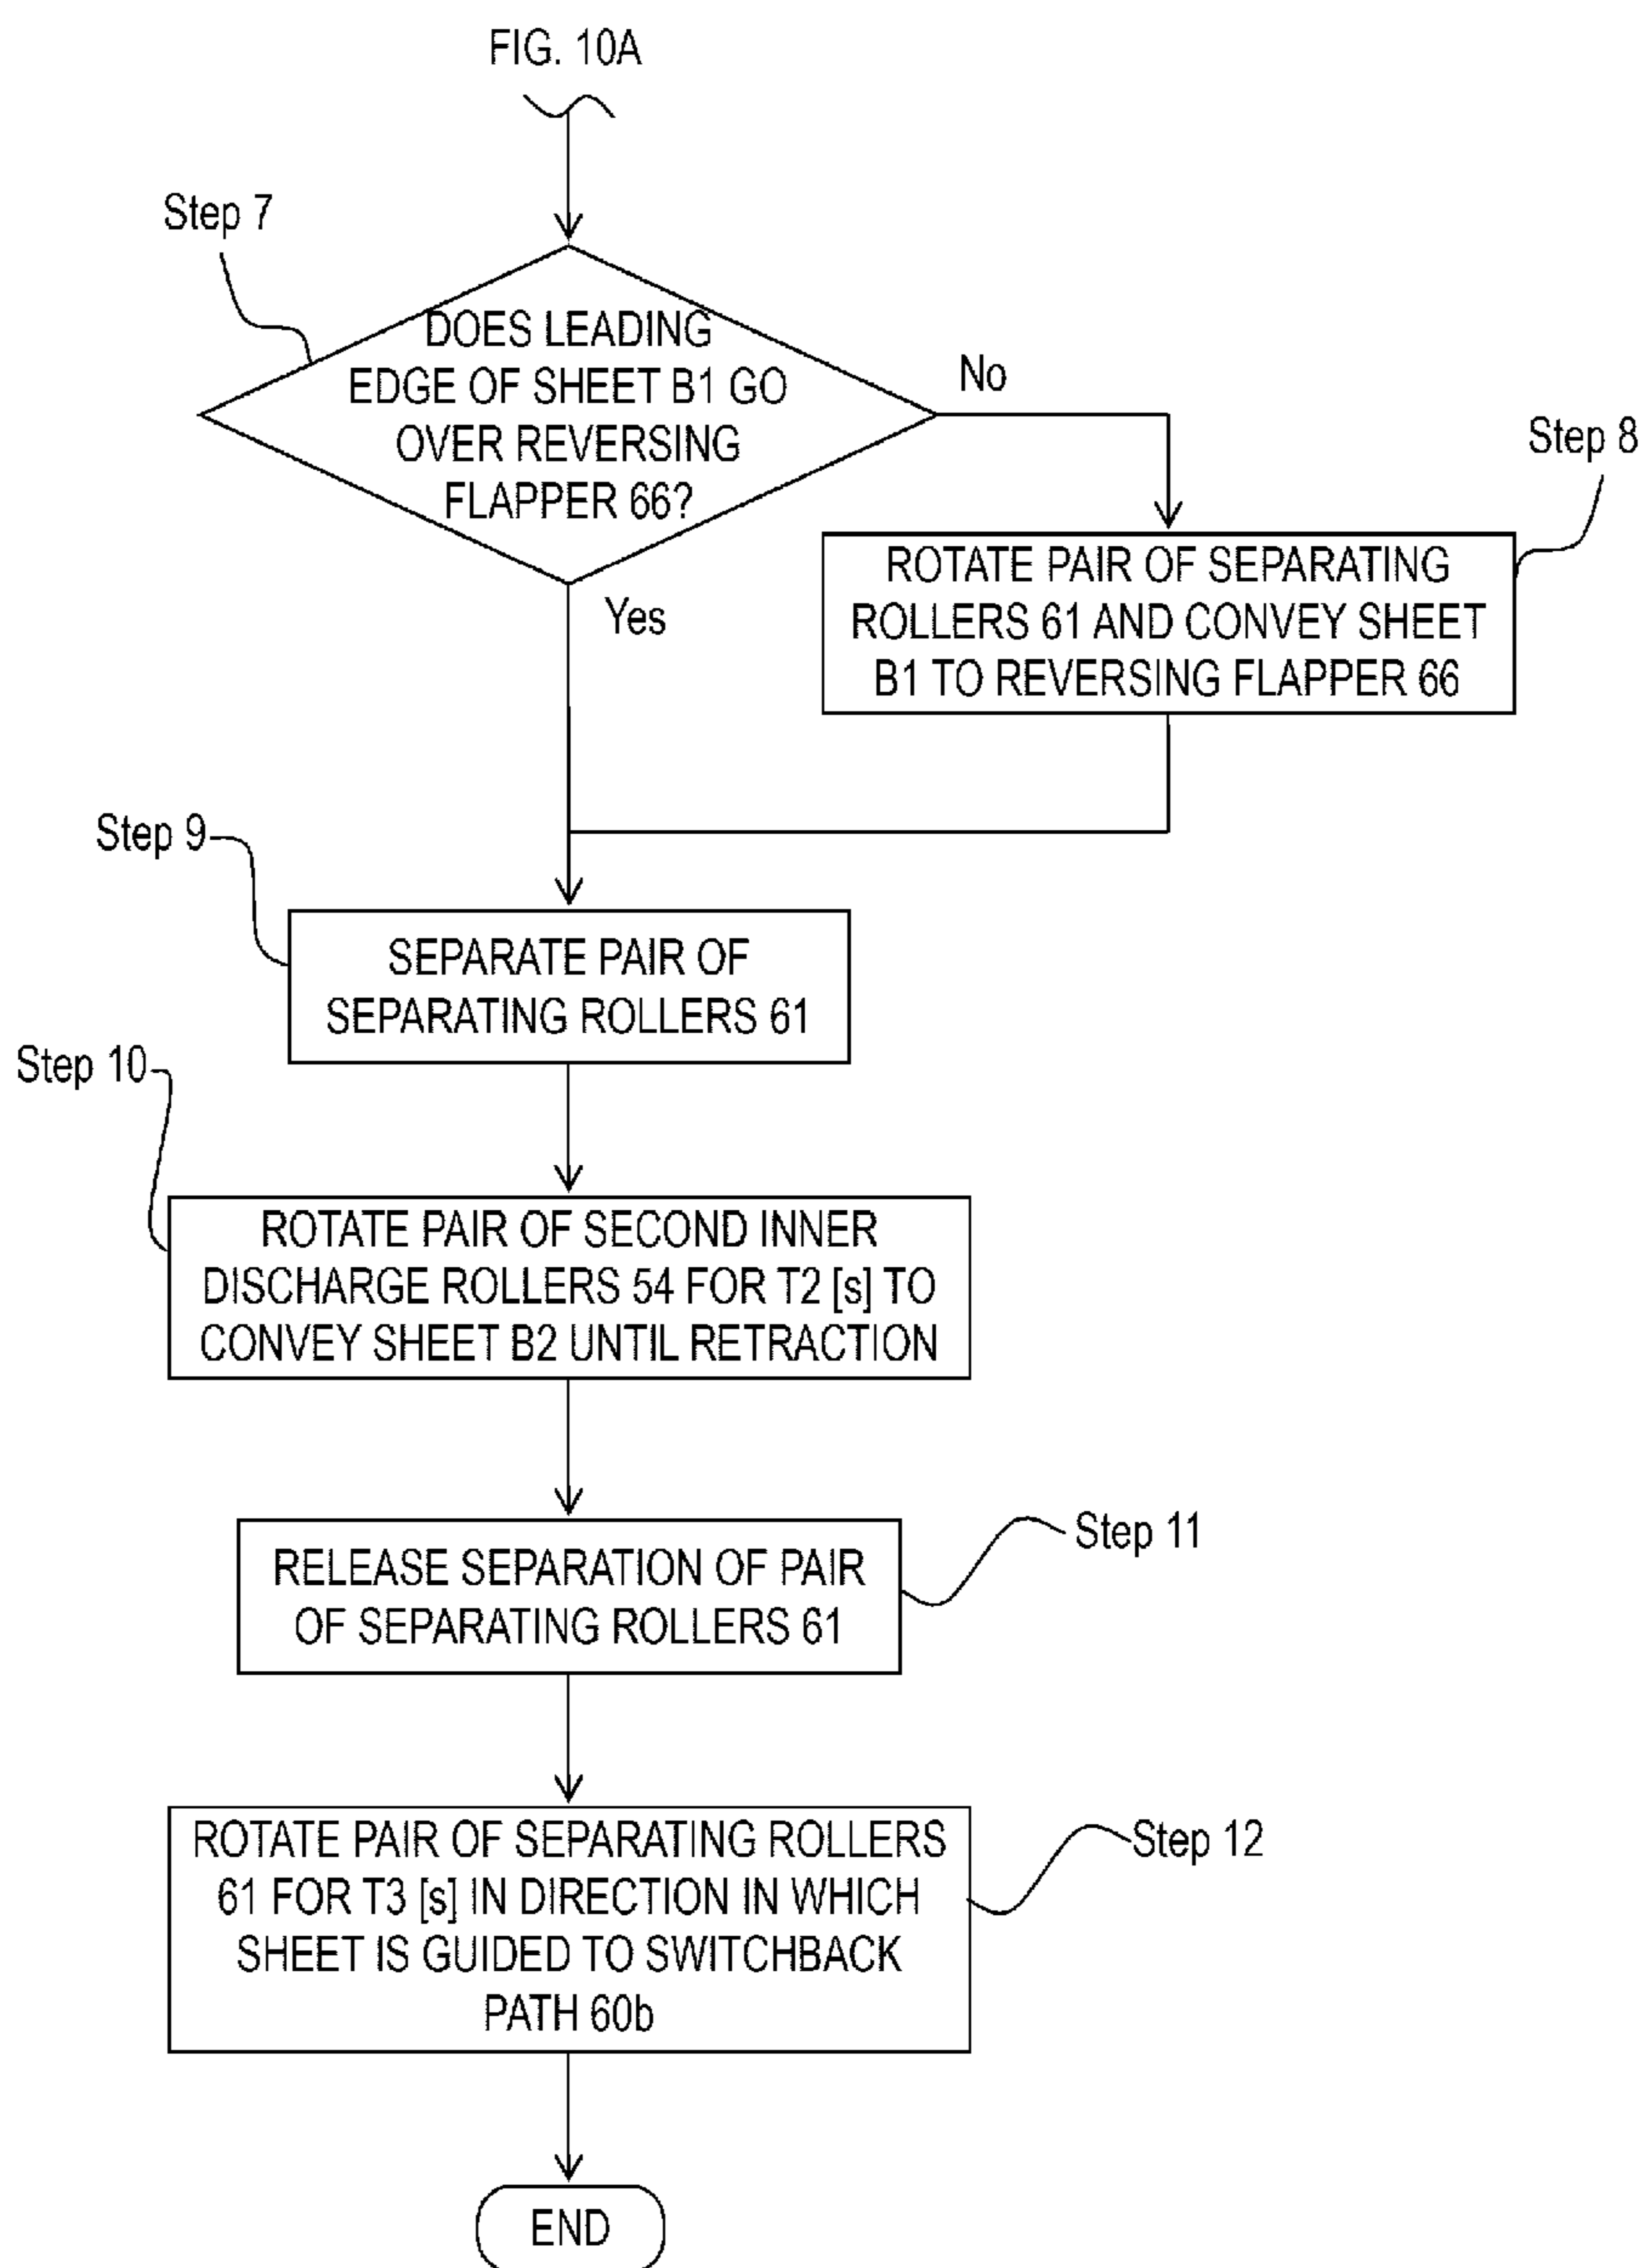 FIG. 10A
Step 7
DOES LEADING
EDGE OF SHEET B1 GO
OVER REVERSING
FLAPPER 66?
No
Yes
Step 8
ROTATE PAIR OF SEPARATING
ROLLERS 61 AND CONVEY SHEET
B1 TO REVERSING FLAPPER 66
Step 9
SEPARATE PAIR OF
SEPARATING ROLLERS 61
Step 10
ROTATE PAIR OF SECOND INNER
DISCHARGE ROLLERS 54 FOR T2 [s] TO
CONVEY SHEET B2 UNTIL RETRACTION
Step 11
RELEASE SEPARATION OF PAIR
OF SEPARATING ROLLERS 61
Step 12
ROTATE PAIR OF SEPARATING ROLLERS
61 FOR T3 [s] IN DIRECTION IN WHICH
SHEET IS GUIDED TO SWITCHBACK
PATH 60b
END